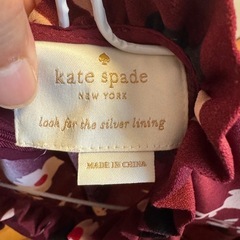 kate spade
NEW YORK
look for the silver lining
MADE IN CHINA